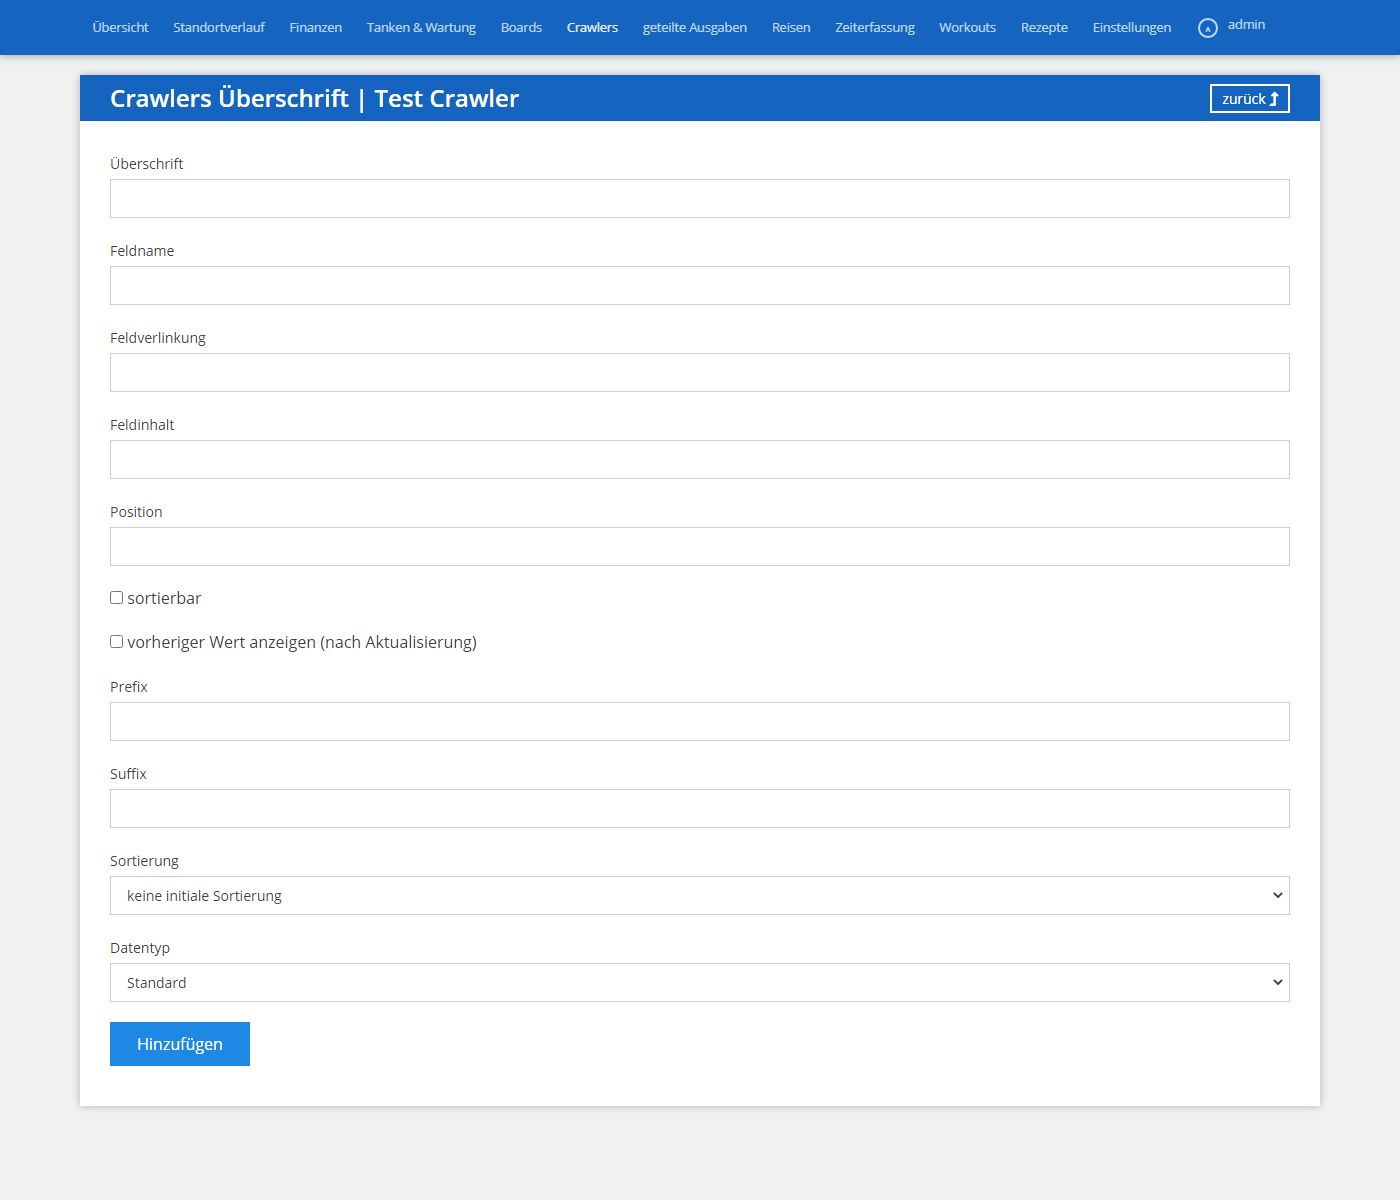 Übersicht Standortverlauf Finanzen Tanken & Wartung Boards Crawlers geteilte Ausgaben Reisen Zeiterfassung Workouts Rezepte Einstellungen A admin
Crawlers Überschrift | Test Crawler zurück
Überschrift
Feldname
Feldverlinkung
Feldinhalt
Position
sortierbar
vorheriger Wert anzeigen (nach Aktualisierung)
Prefix
Suffix
Sortierung
keine initiale Sortierung
Datentyp
Standard
Hinzufügen